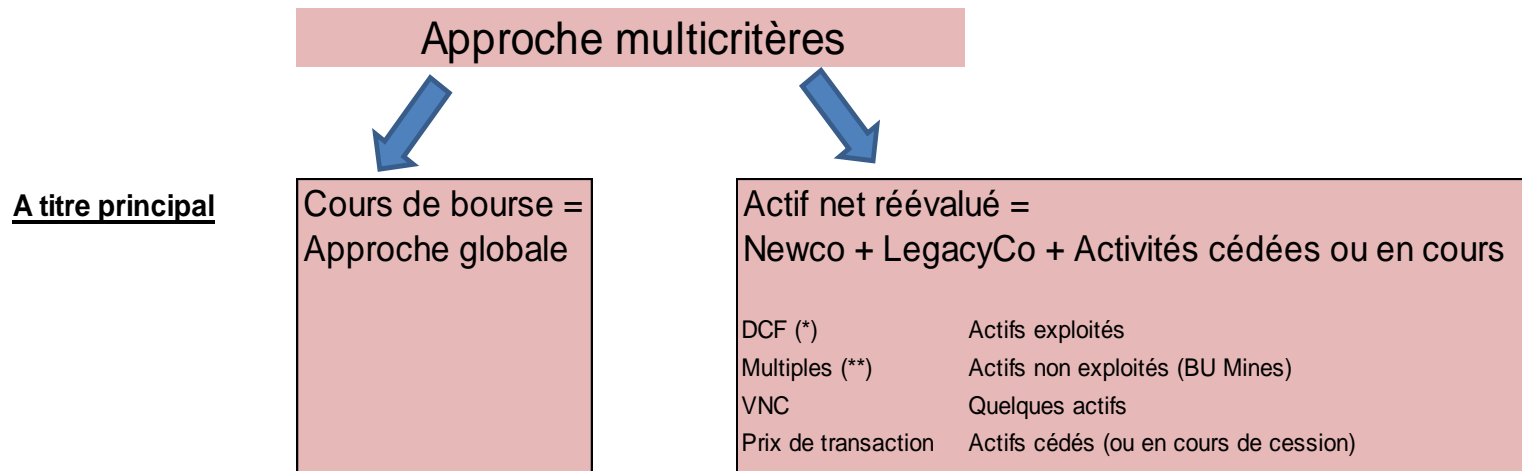 Approche multicritères
A titre principal
Cours de bourse =
Approche globale
Actif net réévalué =
Newco + LegacyCo + Activités cédées ou en cours
DCF (*) Actifs exploités
Multiples (**) Actifs non exploités (BU Mines)
VNC Quelques actifs
Prix de transaction Actifs cédés (ou en cours de cession)